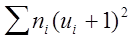 ∑ nᵢ(uᵢ + 1)²